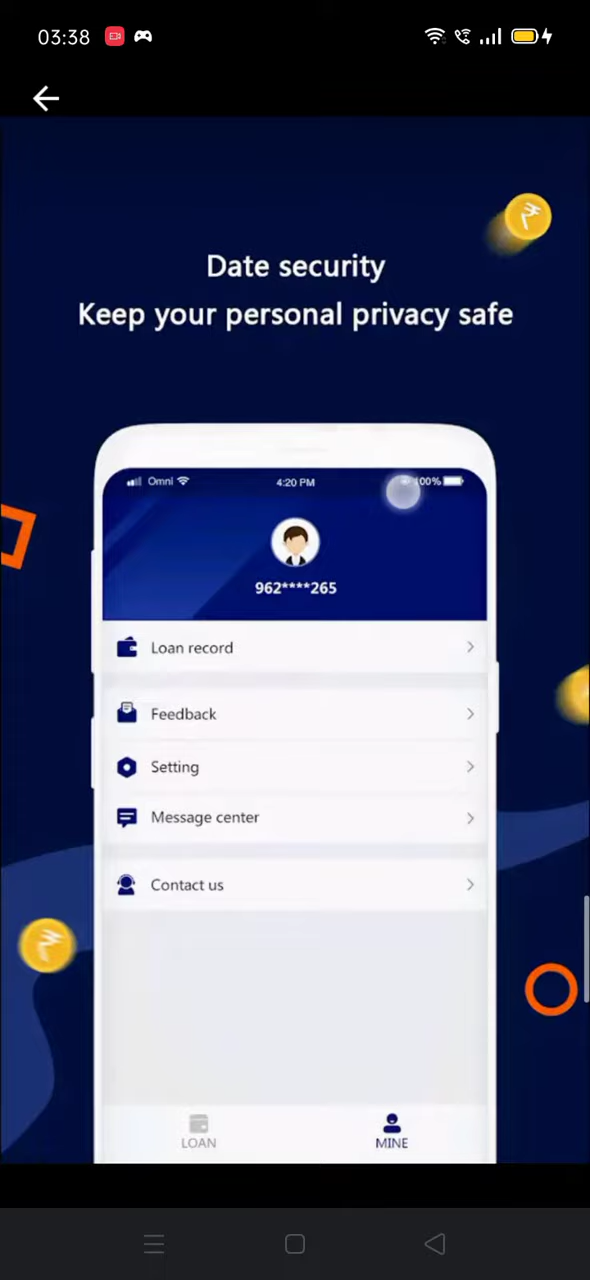 03:38
Date security
Keep your personal privacy safe
Omni 4:20 PM 100%
962****265
Loan record
Feedback
Setting
Message center
Contact us
LOAN MINE